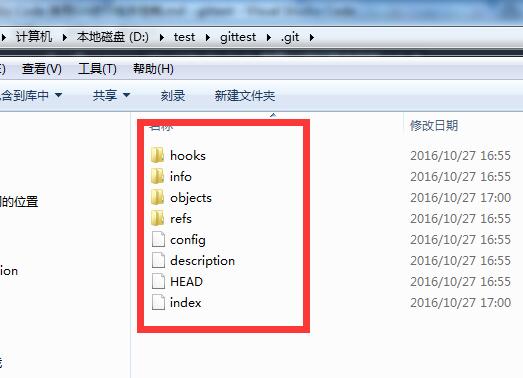 gittest - Visual Studio Code
计算机 本地磁盘 (D:) test gittest .git
查看(V) 工具(T) 帮助(H)
含到库中 共享 刻录 新建文件夹
名称 修改日期
hooks 2016/10/27 16:55
info 2016/10/27 16:55
objects 2016/10/27 17:00
refs 2016/10/27 16:55
config 2016/10/27 16:55
description 2016/10/27 16:55
HEAD 2016/10/27 16:55
index 2016/10/27 17:00
的位置